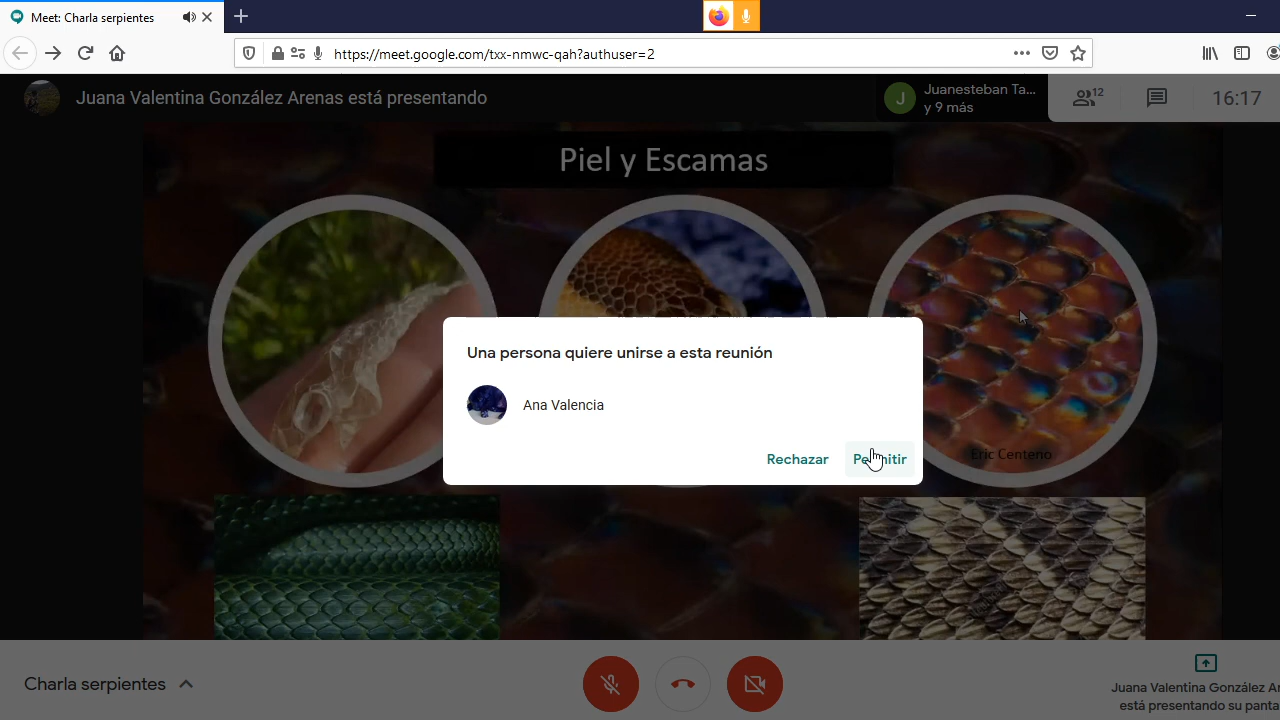 Meet: Charla serpientes
https://meet.google.com/txx-nmwc-qah?authuser=2
Juana Valentina González Arenas está presentando
J
Juanesteban Ta...
y 9 más
12
16:17
Piel y Escamas
Una persona quiere unirse a esta reunión
Ana Valencia
Rechazar
Permitir
Eric Centeno
Charla serpientes
Juana Valentina González Ar
está presentando su panta